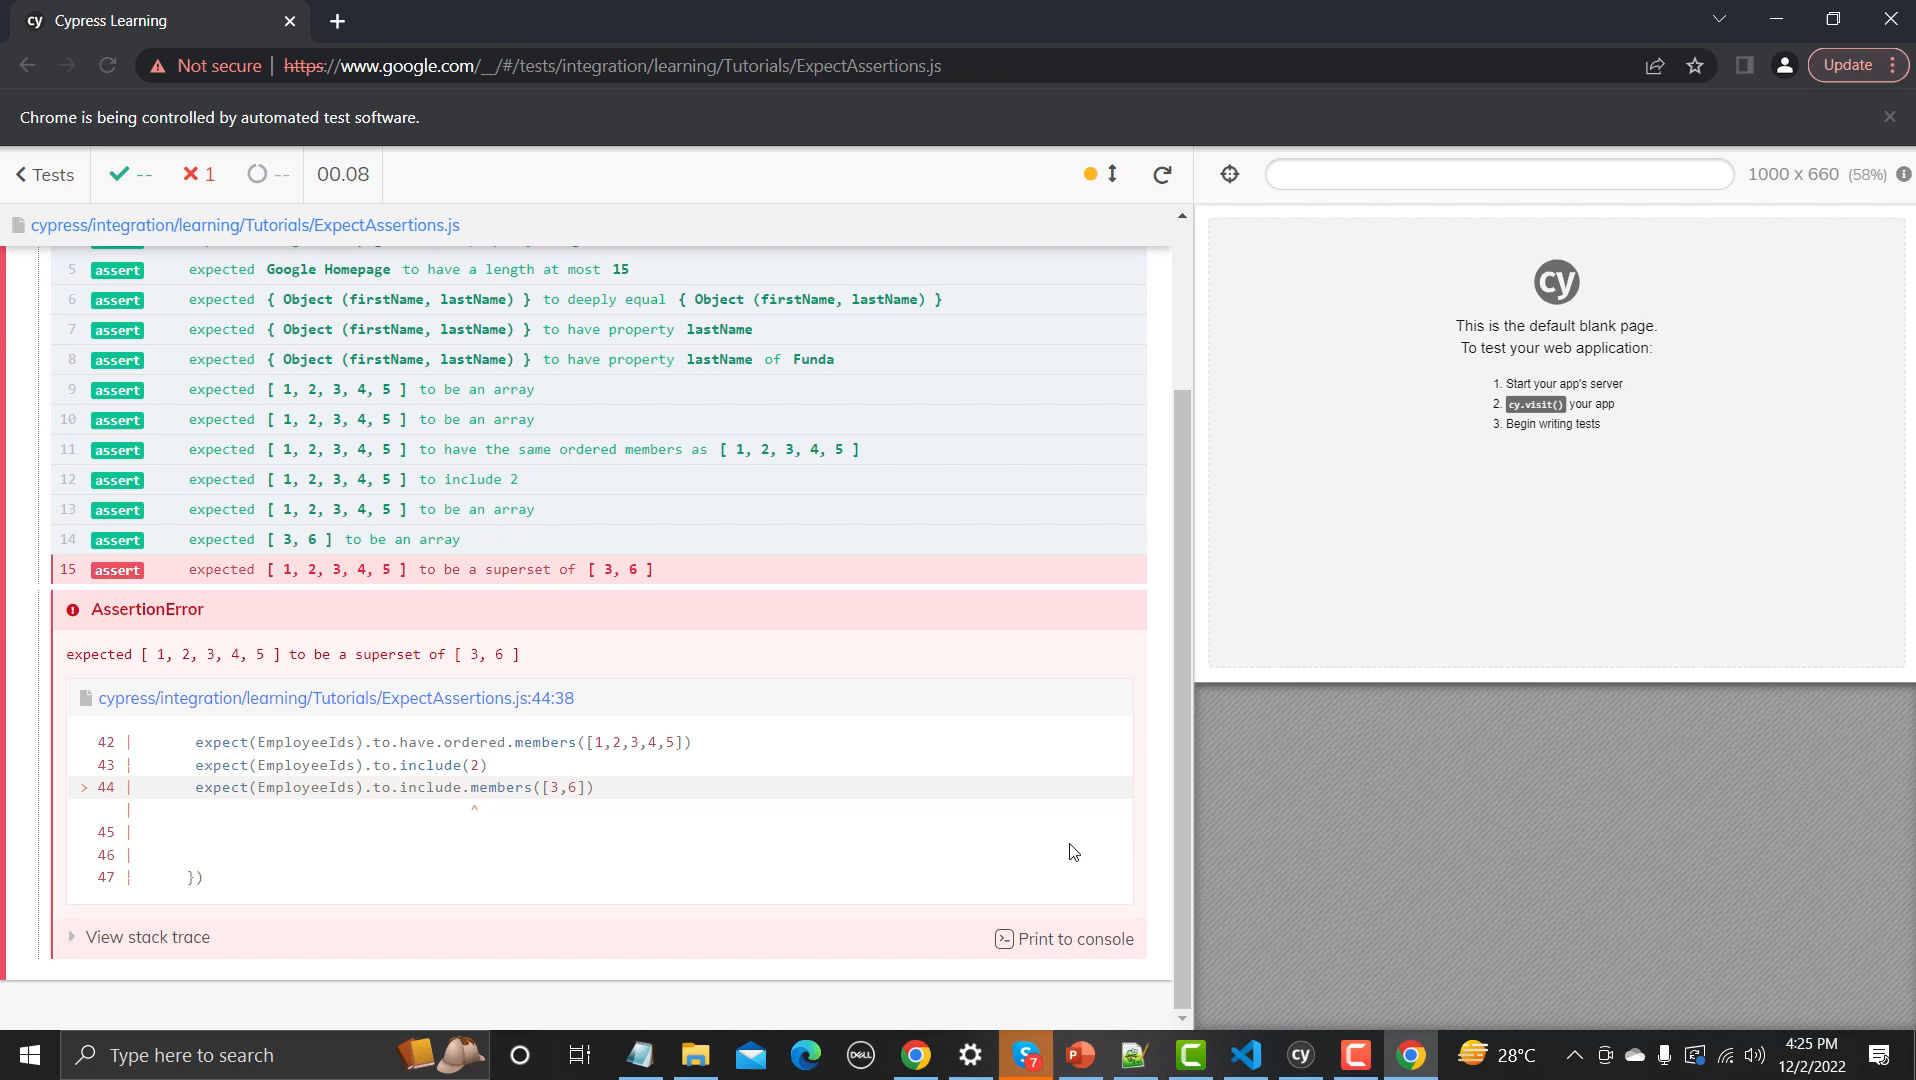 cy Cypress Learning
Not secure | https://www.google.com/__/#/tests/integration/learning/Tutorials/ExpectAssertions.js
Update
Chrome is being controlled by automated test software.
Tests
--
1
--
00.08
1000 x 660 (58%)
cypress/integration/learning/Tutorials/ExpectAssertions.js
5 assert expected Google Homepage to have a length at most 15
6 assert expected { Object (firstName, lastName) } to deeply equal { Object (firstName, lastName) }
7 assert expected { Object (firstName, lastName) } to have property lastName
8 assert expected { Object (firstName, lastName) } to have property lastName of Funda
9 assert expected [ 1, 2, 3, 4, 5 ] to be an array
10 assert expected [ 1, 2, 3, 4, 5 ] to be an array
11 assert expected [ 1, 2, 3, 4, 5 ] to have the same ordered members as [ 1, 2, 3, 4, 5 ]
12 assert expected [ 1, 2, 3, 4, 5 ] to include 2
13 assert expected [ 1, 2, 3, 4, 5 ] to be an array
14 assert expected [ 3, 6 ] to be an array
15 assert expected [ 1, 2, 3, 4, 5 ] to be a superset of [ 3, 6 ]
AssertionError
expected [ 1, 2, 3, 4, 5 ] to be a superset of [ 3, 6 ]
cypress/integration/learning/Tutorials/ExpectAssertions.js:44:38
42 | expect(EmployeeIds).to.have.ordered.members([1,2,3,4,5])
43 | expect(EmployeeIds).to.include(2)
> 44 | expect(EmployeeIds).to.include.members([3,6])
| ^
45 |
46 |
47 | })
View stack trace
Print to console
cy
This is the default blank page.
To test your web application:
1. Start your app's server
2. cy.visit() your app
3. Begin writing tests
Type here to search
DELL
7
cy
28°C
4:25 PM
12/2/2022